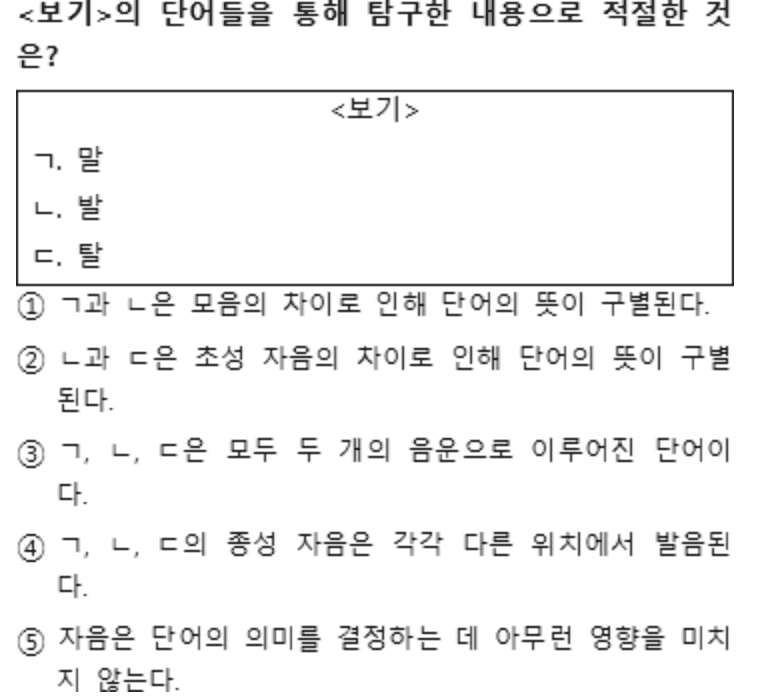 <보기>의 단어들을 통해 탐구한 내용으로 적절한 것
은?
<보기>
ㄱ. 말
ㄴ. 발
ㄷ. 탈
① ㄱ과 ㄴ은 모음의 차이로 인해 단어의 뜻이 구별된다.
② ㄴ과 ㄷ은 초성 자음의 차이로 인해 단어의 뜻이 구별
된다.
③ ㄱ, ㄴ, ㄷ은 모두 두 개의 음운으로 이루어진 단어이
다.
④ ㄱ, ㄴ, ㄷ의 종성 자음은 각각 다른 위치에서 발음된
다.
⑤ 자음은 단어의 의미를 결정하는 데 아무런 영향을 미치
지 않는다.